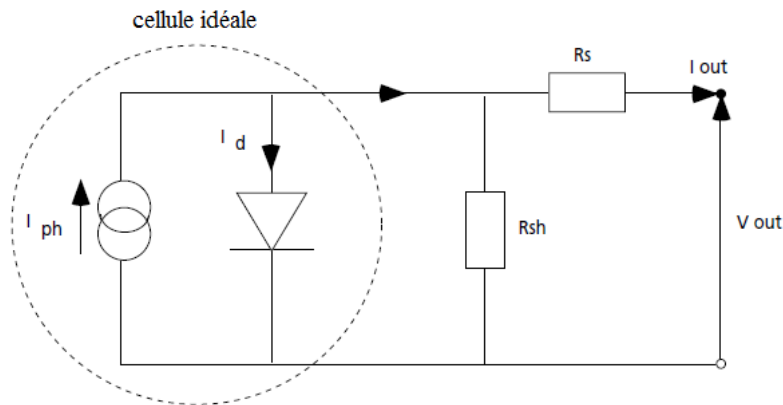 cellule idéale
Rs
I out
I d
I ph
Rsh
V out